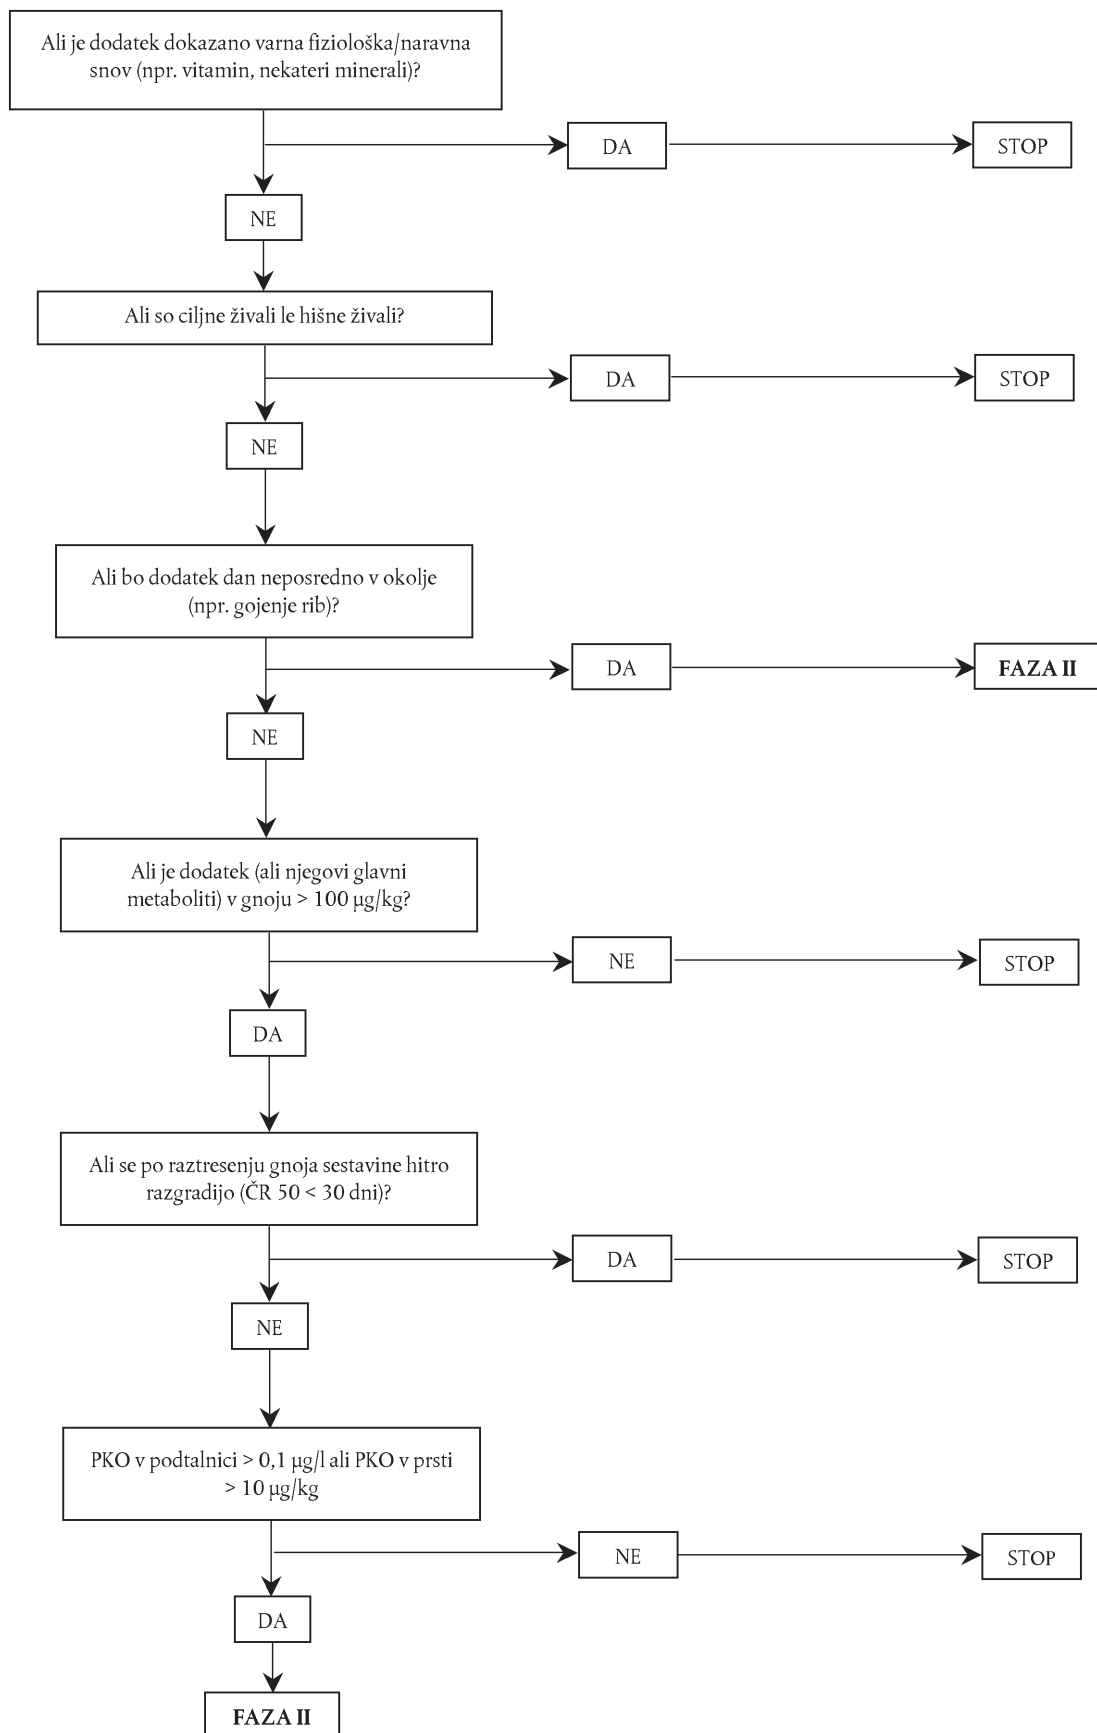 Ali je dodatek dokazano varna fiziološka/naravna
snov (npr. vitamin, nekateri minerali)?
DA
STOP
NE
Ali so ciljne živali le hišne živali?
DA
STOP
NE
Ali bo dodatek dan neposredno v okolje
(npr. gojenje rib)?
DA
FAZA II
NE
Ali je dodatek (ali njegovi glavni
metaboliti) v gnoju > 100 µg/kg?
NE
STOP
DA
Ali se po raztresenju gnoja sestavine hitro
razgradijo (ČR 50 < 30 dni)?
DA
STOP
NE
PKO v podtalnici > 0,1 µg/l ali PKO v prsti
> 10 µg/kg
NE
STOP
DA
FAZA II